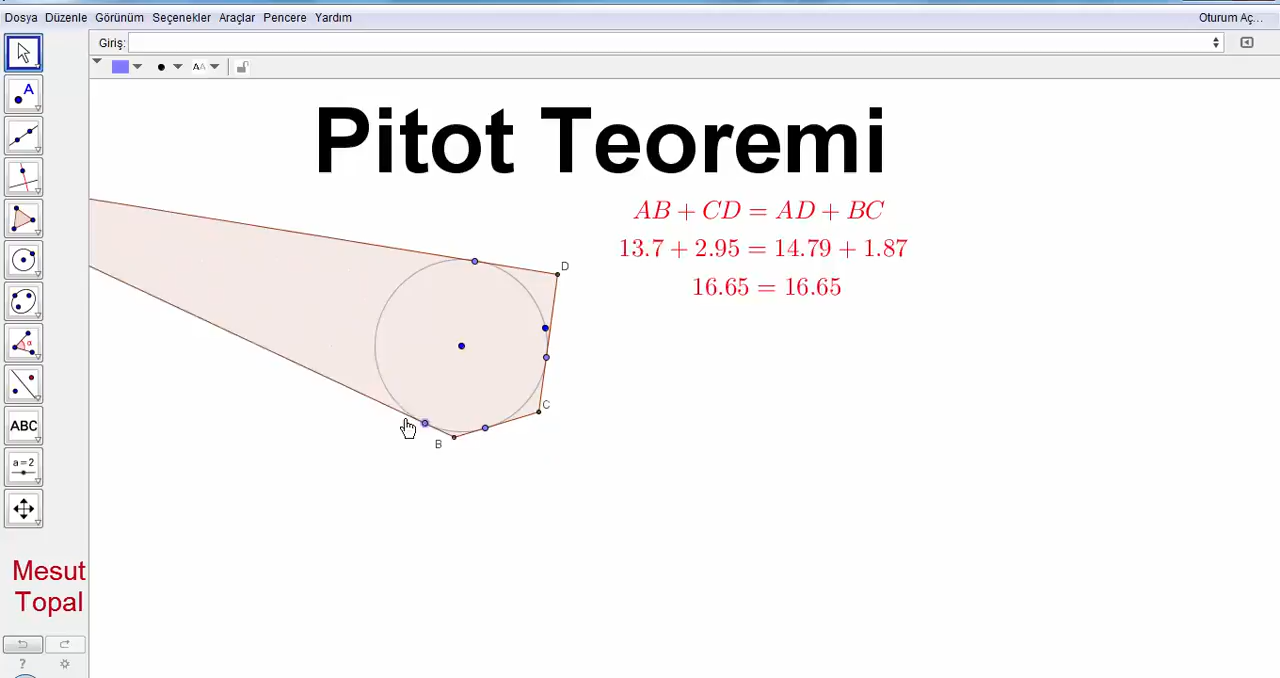 Dosya Düzenle Görünüm Seçenekler Araçlar Pencere Yardım Oturum Aç...
Giriş:
AA
A
Pitot Teoremi
AB + CD = AD + BC
13.7 + 2.95 = 14.79 + 1.87
16.65 = 16.65
D
C
B
α
ABC
a=2
Mesut
Topal
?